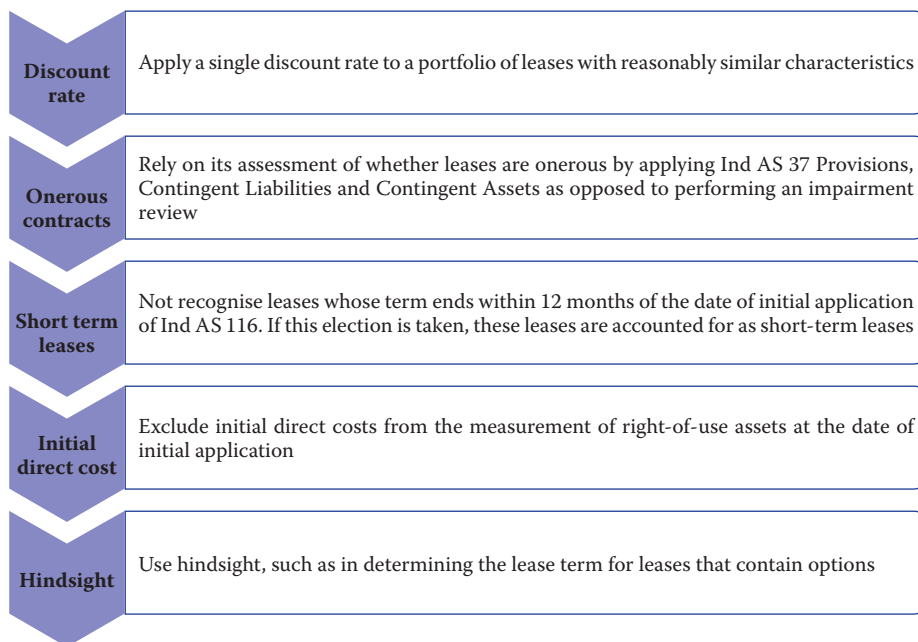 Discount
rate
Apply a single discount rate to a portfolio of leases with reasonably similar characteristics
Onerous
contracts
Rely on its assessment of whether leases are onerous by applying Ind AS 37 Provisions,
Contingent Liabilities and Contingent Assets as opposed to performing an impairment
review
Short term
leases
Not recognise leases whose term ends within 12 months of the date of initial application
of Ind AS 116. If this election is taken, these leases are accounted for as short-term leases
Initial
direct cost
Exclude initial direct costs from the measurement of right-of-use assets at the date of
initial application
Hindsight
Use hindsight, such as in determining the lease term for leases that contain options